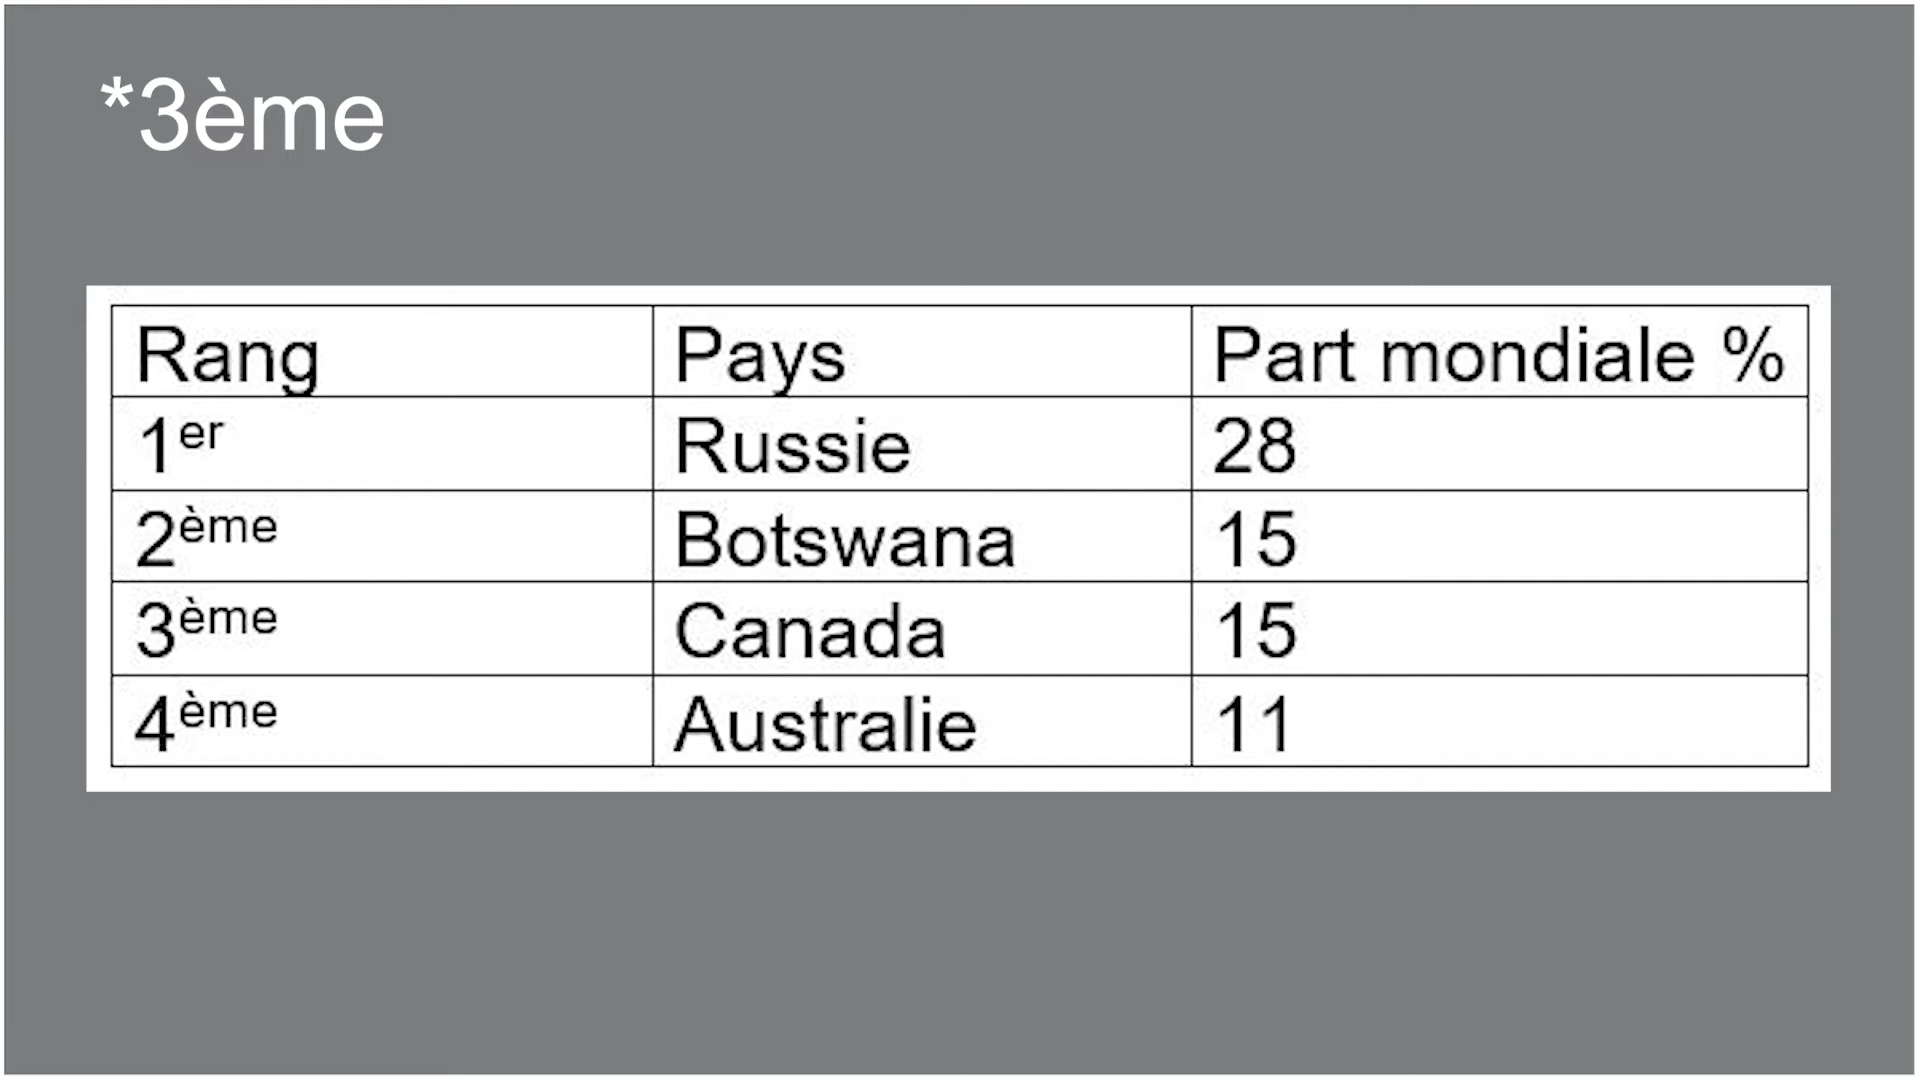 *3ème
Rang Pays Part mondiale %
1er Russie 28
2ème Botswana 15
3ème Canada 15
4ème Australie 11